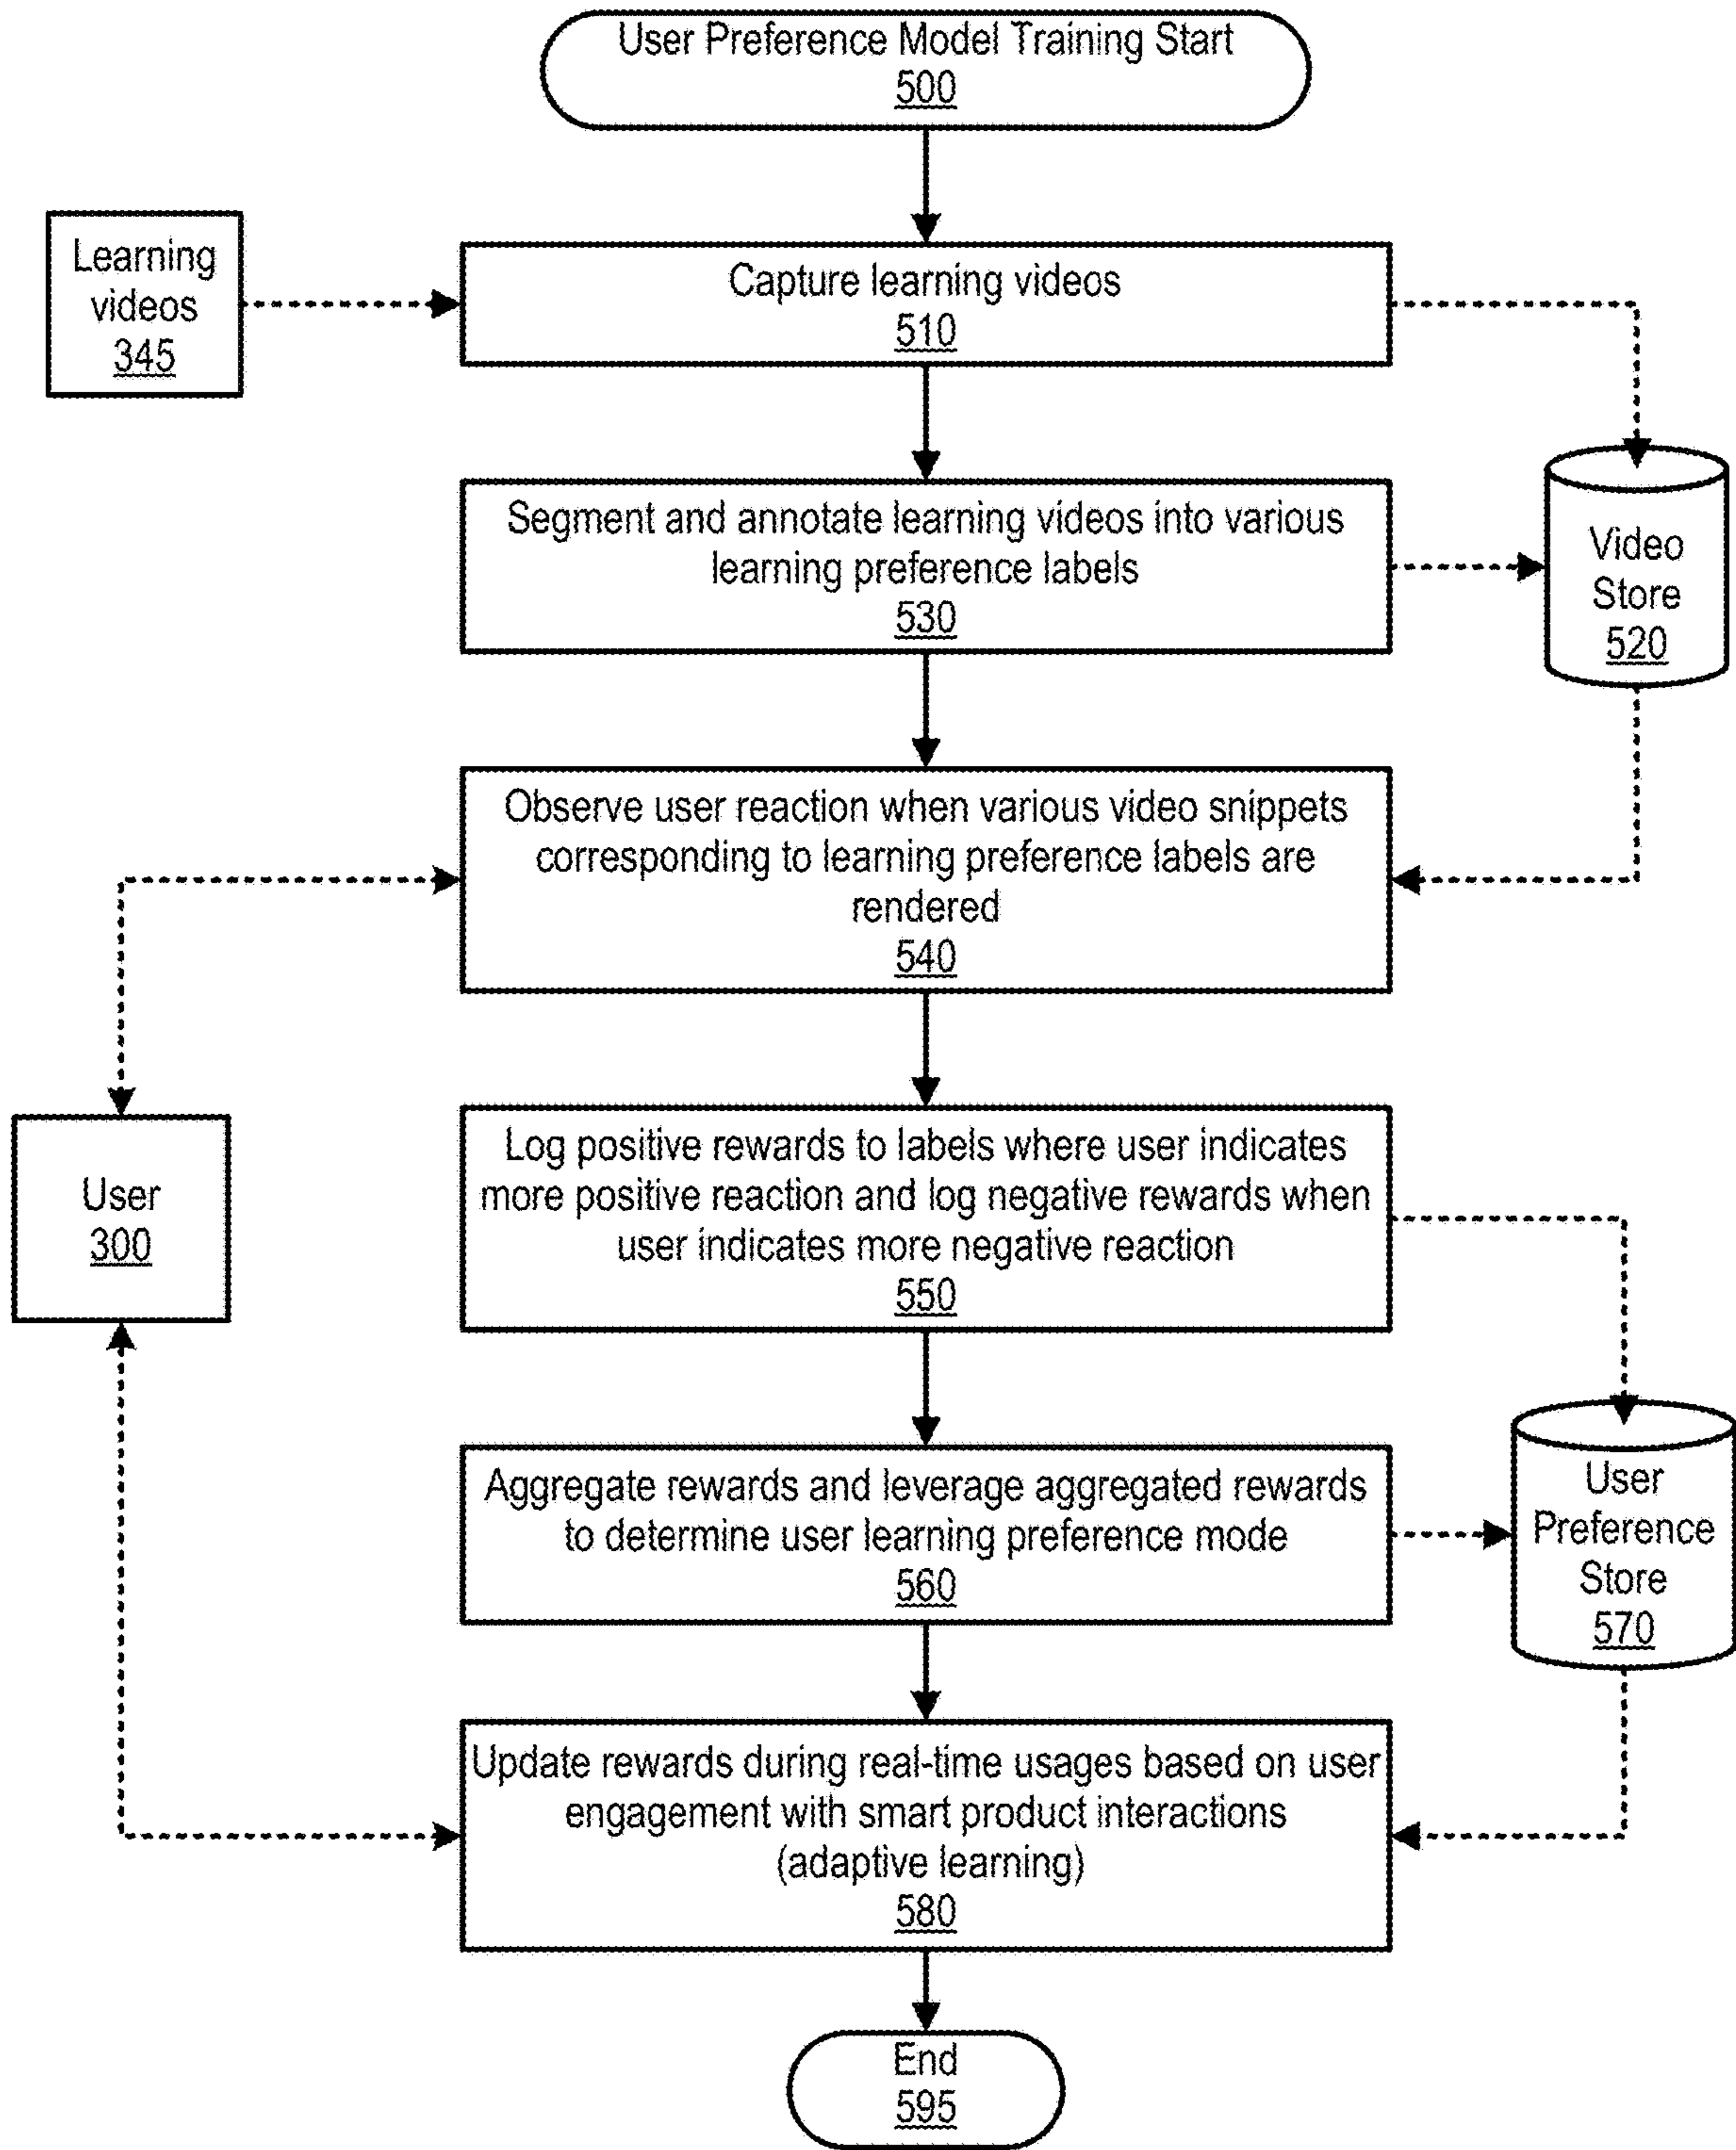 User Preference Model Training Start
500
Learning
videos
345
Capture learning videos
510
Segment and annotate learning videos into various
learning preference labels
530
Video
Store
520
Observe user reaction when various video snippets
corresponding to learning preference labels are
rendered
540
User
300
Log positive rewards to labels where user indicates
more positive reaction and log negative rewards when
user indicates more negative reaction
550
Aggregate rewards and leverage aggregated rewards
to determine user learning preference mode
560
User
Preference
Store
570
Update rewards during real-time usages based on user
engagement with smart product interactions
(adaptive learning)
580
End
595